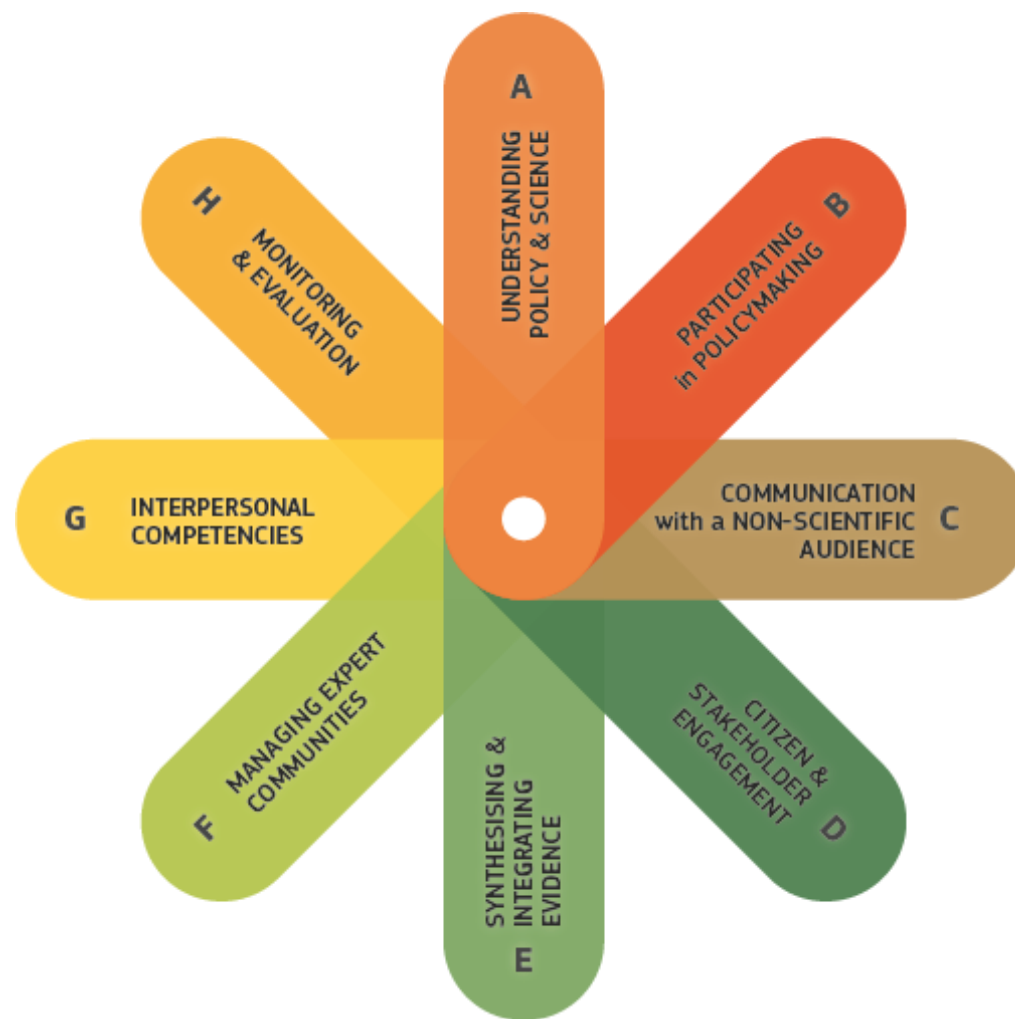 A
UNDERSTANDING
POLICY & SCIENCE
B
PARTICIPATING
in POLICYMAKING
COMMUNICATION
with a NON-SCIENTIFIC
AUDIENCE
C
CITIZEN &
STAKEHOLDER
ENGAGEMENT
D
SYNTHESISING &
INTEGRATING
EVIDENCE
E
MANAGING EXPERT
COMMUNITIES
F
G
INTERPERSONAL
COMPETENCIES
H
MONITORING
& EVALUATION